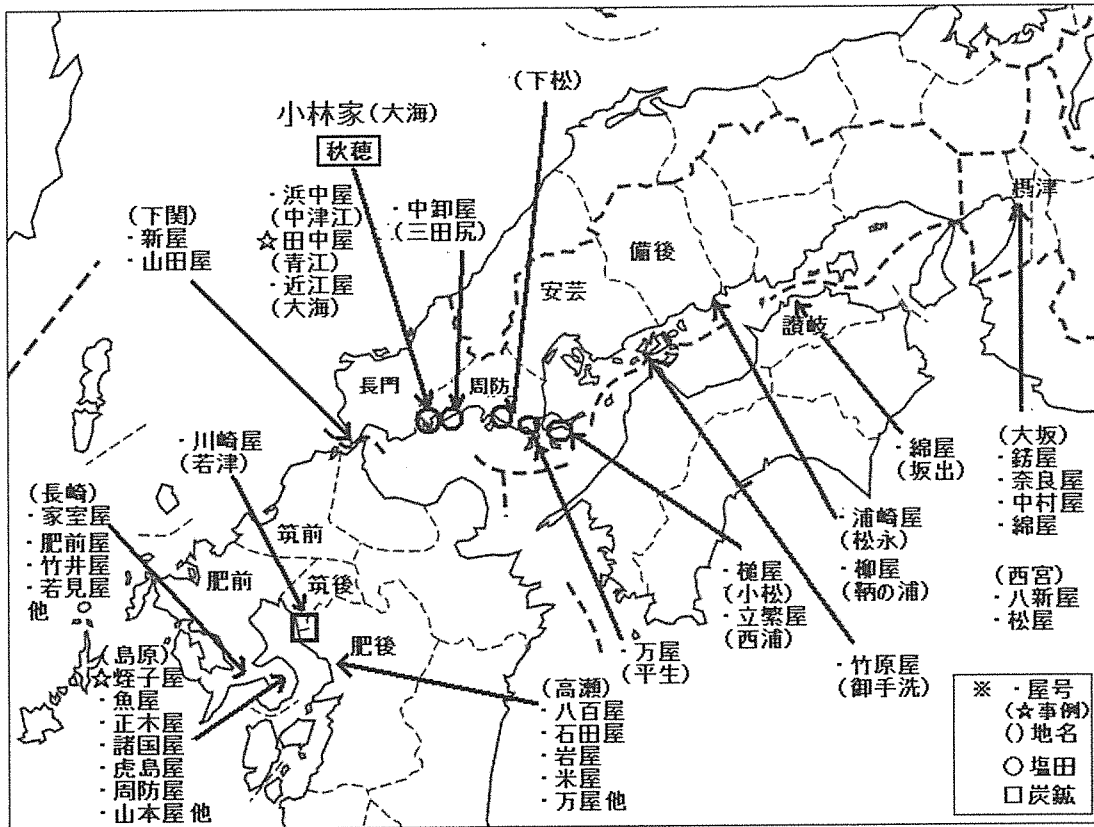 (下松)
小林家(大海)
秋穂
・浜中屋
(中津江)
☆田中屋
(青江)
・近江屋
(大海)
・中卸屋
(三田尻)
(下関)
・新屋
・山田屋
摂津
備後
安芸
讃岐
長門
周防
・川崎屋
(若津)
(長崎)
・家室屋
・肥前屋
・竹井屋
・若見屋
他
筑前
肥前
筑後
肥後
(島原)
☆蛭子屋
・魚屋
・正木屋
・諸国屋
・虎島屋
・周防屋
・山本屋他
(高瀬)
・八百屋
・石田屋
・岩屋
・米屋
・万屋他
・万屋
(平生)
・槌屋
(小松)
・立繁屋
(西浦)
・竹原屋
(御手洗)
・浦崎屋
(松永)
・柳屋
(鞆の浦)
・綿屋
(坂出)
(大坂)
・奈良屋
・中村屋
・綿屋
(西宮)
・八新屋
・松屋
※ ・屋号
(☆事例)
()地名
○塩田
□炭鉱